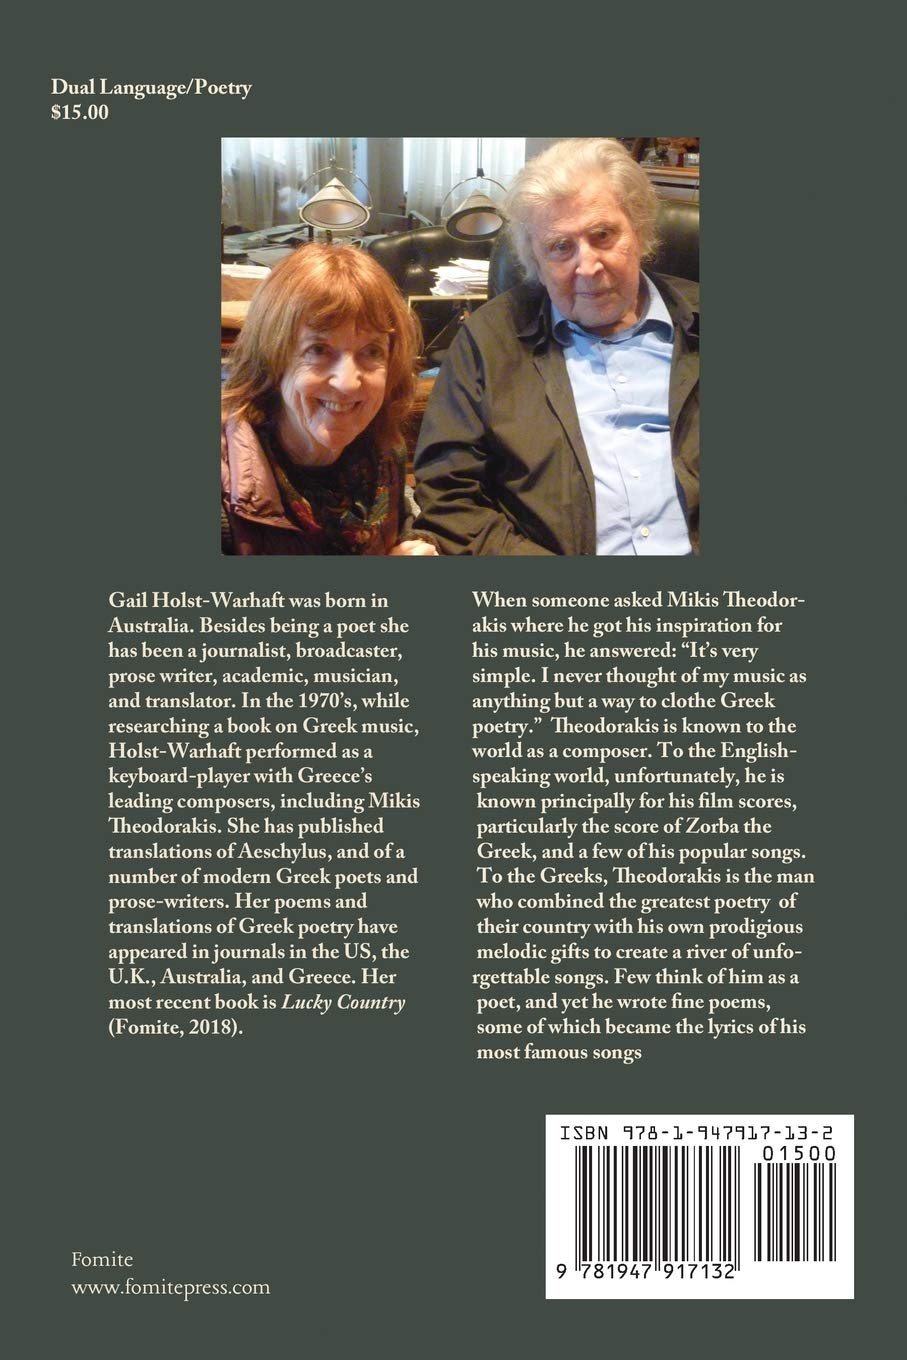 Dual Language/Poetry
$15.00
Gail Holst-Warhaft was born in
Australia. Besides being a poet she
has been a journalist, broadcaster,
prose writer, academic, musician,
and translator. In the 1970’s, while
researching a book on Greek music,
Holst-Warhaft performed as a
keyboard-player with Greece’s
leading composers, including Mikis
Theodorakis. She has published
translations of Aeschylus, and of a
number of modern Greek poets and
prose-writers. Her poems and
translations of Greek poetry have
appeared in journals in the US, the
U.K., Australia, and Greece. Her
most recent book is Lucky Country
(Fomite, 2018).
When someone asked Mikis Theodor-
akis where he got his inspiration for
his music, he answered: “It’s very
simple. I never thought of my music as
anything but a way to clothe Greek
poetry.” Theodorakis is known to the
world as a composer. To the English-
speaking world, unfortunately, he is
known principally for his film scores,
particularly the score of Zorba the
Greek, and a few of his popular songs.
To the Greeks, Theodorakis is the man
who combined the greatest poetry of
their country with his own prodigious
melodic gifts to create a river of unfo-
rgettable songs. Few think of him as a
poet, and yet he wrote fine poems,
some of which became the lyrics of his
most famous songs
ISBN 978-1-947917-13-2
01500
9 781947 917132
Fomite
www.fomitepress.com